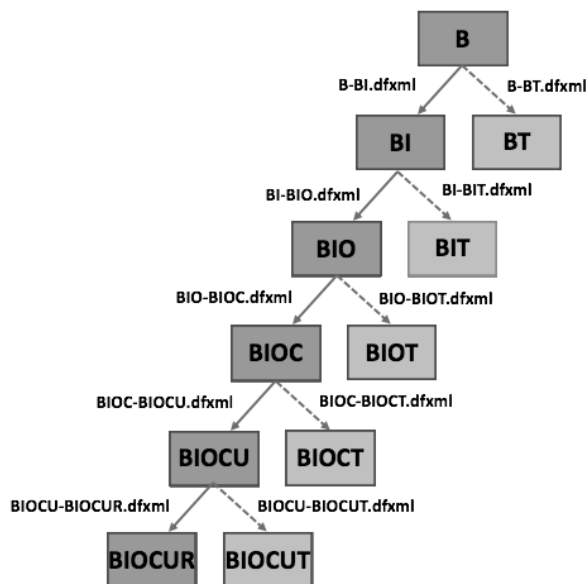 B
B-BI.dfxml
B-BT.dfxml
BI
BT
BI-BIO.dfxml
BI-BIT.dfxml
BIO
BIT
BIO-BIOC.dfxml
BIO-BIOT.dfxml
BIOC
BIOT
BIOC-BIOCU.dfxml
BIOC-BIOCT.dfxml
BIOCU
BIOCT
BIOCU-BIOCUR.dfxml
BIOCU-BIOCUT.dfxml
BIOCUR
BIOCUT